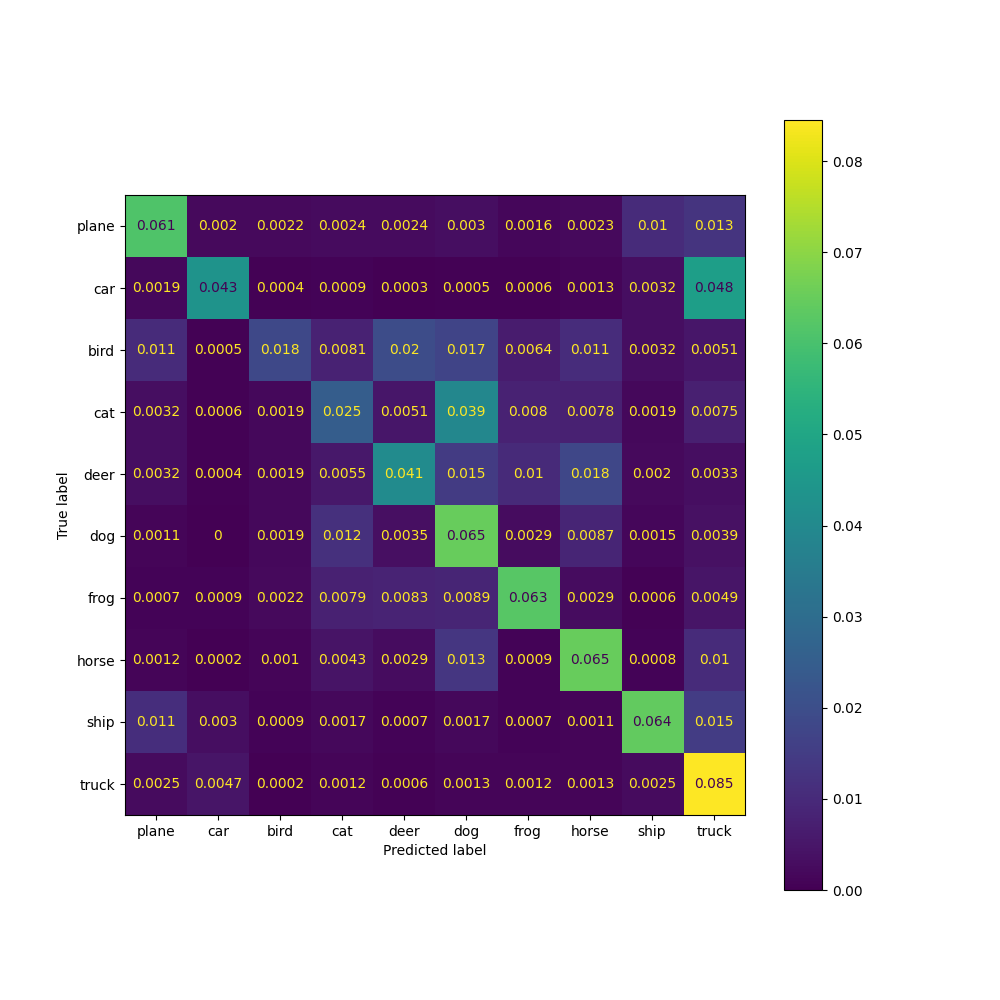 plane 0.061 0.002 0.0022 0.0024 0.0024 0.003 0.0016 0.0023 0.01 0.013
car 0.0019 0.043 0.0004 0.0009 0.0003 0.0005 0.0006 0.0013 0.0032 0.048
bird 0.011 0.0005 0.018 0.0081 0.02 0.017 0.0064 0.011 0.0032 0.0051
cat 0.0032 0.0006 0.0019 0.025 0.0051 0.039 0.008 0.0078 0.0019 0.0075
deer 0.0032 0.0004 0.0019 0.0055 0.041 0.015 0.01 0.018 0.002 0.0033
dog 0.0011 0 0.0019 0.012 0.0035 0.065 0.0029 0.0087 0.0015 0.0039
frog 0.0007 0.0009 0.0022 0.0079 0.0083 0.0089 0.063 0.0029 0.0006 0.0049
horse 0.0012 0.0002 0.001 0.0043 0.0029 0.013 0.0009 0.065 0.0008 0.01
ship 0.011 0.003 0.0009 0.0017 0.0007 0.0017 0.0007 0.0011 0.064 0.015
truck 0.0025 0.0047 0.0002 0.0012 0.0006 0.0013 0.0012 0.0013 0.0025 0.085
plane car bird cat deer dog frog horse ship truck
Predicted label
True label
0.08
0.07
0.06
0.05
0.04
0.03
0.02
0.01
0.00